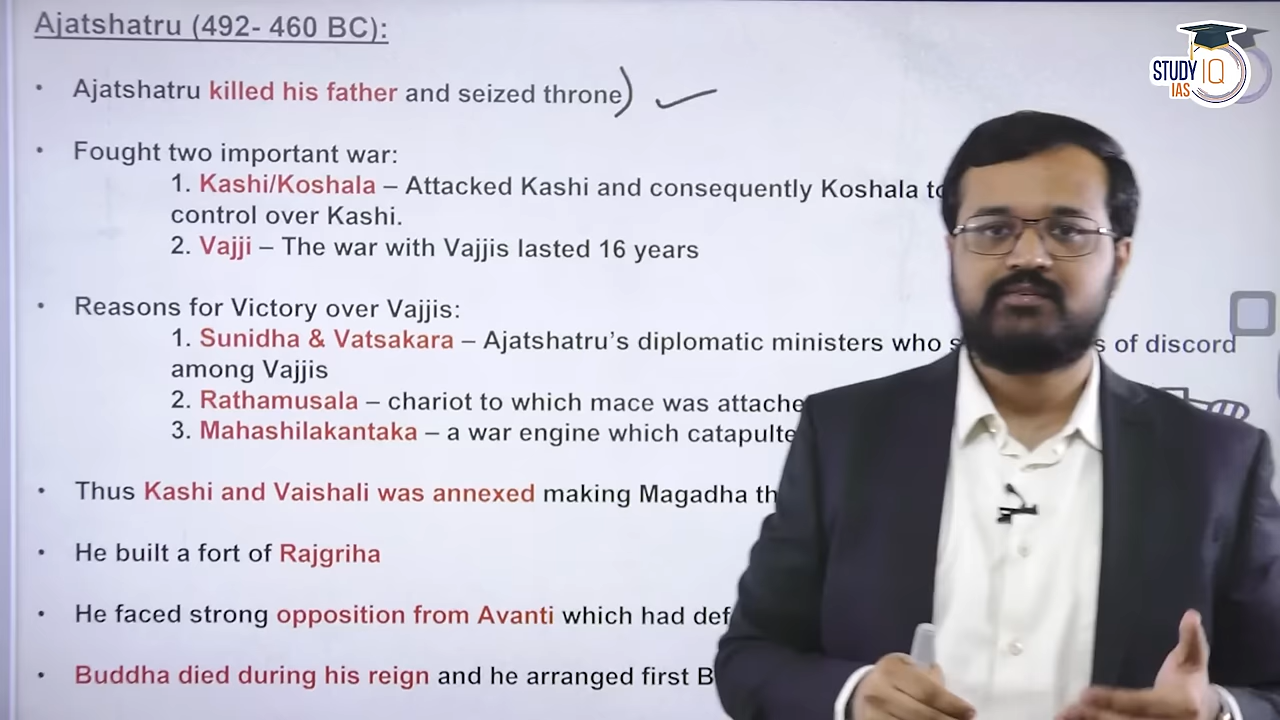 Ajatshatru (492- 460 BC):
• Ajatshatru killed his father and seized throne)
• Fought two important war:
1. Kashi/Koshala – Attacked Kashi and consequently Koshala
control over Kashi.
2. Vajji – The war with Vajjis lasted 16 years
• Reasons for Victory over Vajjis:
1. Sunidha & Vatsakara – Ajatshatru's diplomatic ministers who of discord
among Vajjis
2. Rathamusala – chariot to which mace was
3. Mahashilakantaka – a war engine which
• Thus Kashi and Vaishali was annexed making Magadha
• He built a fort of Rajgriha
• He faced strong opposition from Avanti which had
• Buddha died during his reign and he arranged first
STUDY IQ
IAS